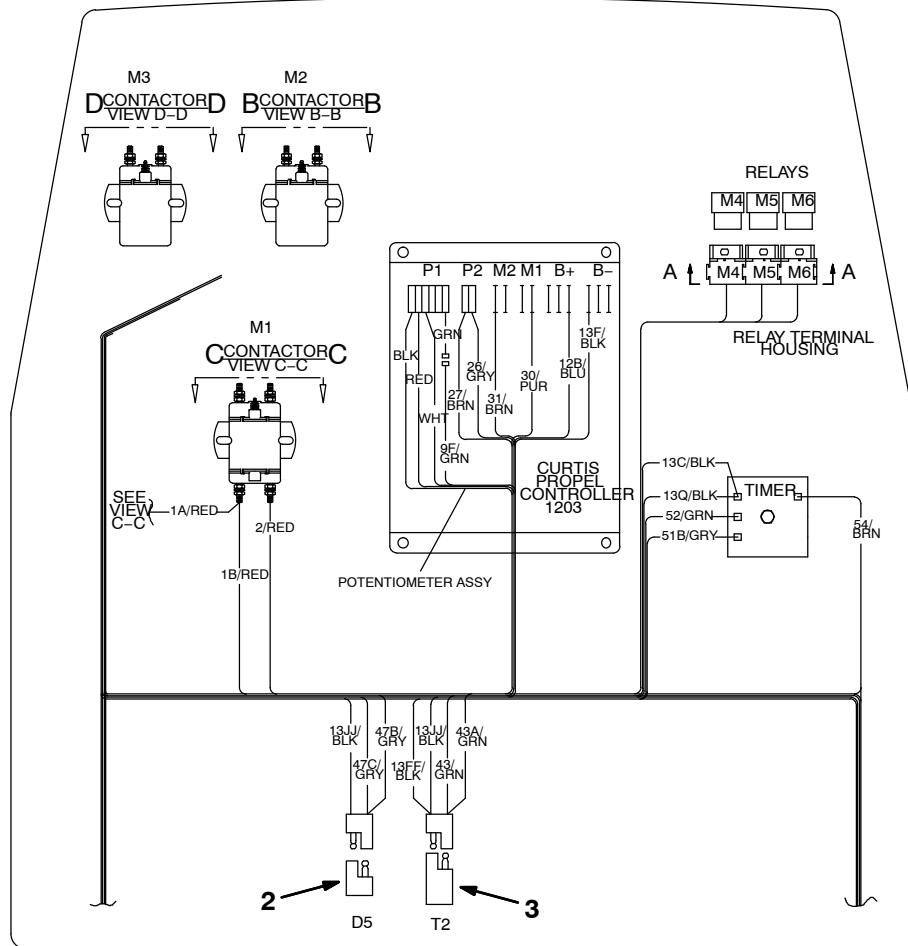 M3
D CONTACTOR D
VIEW D-D
M2
B CONTACTOR B
VIEW B-B
RELAYS
M4 M5 M6
A M4 M5 M6 A
RELAY TERMINAL
HOUSING
P1 P2 M2 M1 B+ B-
BLK
RED
WHT
GRN
9F/
GRN
27/
BRN
26/
GRY
31/
BRN
30/
PUR
12B/
BLU
13F/
BLK
CURTIS
PROPEL
CONTROLLER
1203
POTENTIOMETER ASSY
M1
C CONTACTOR C
VIEW C-C
SEE
VIEW
C-C
1A/RED
2/RED
1B/RED
13C/BLK
13Q/BLK
52/GRN
51B/GRY
TIMER
54/
BRN
13JJ/
BLK
47C/
GRY
47B/
GRY
13FF/
BLK
13JJ/
BLK
43/
GRN
43A/
GRN
2
D5
T2
3